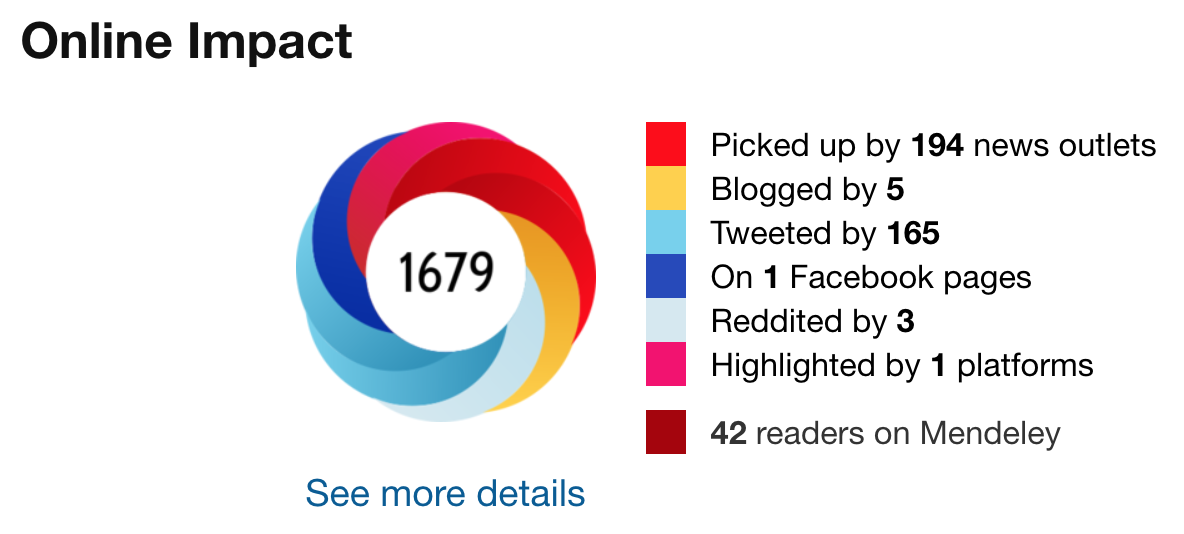 Online Impact
1679
Picked up by 194 news outlets
Blogged by 5
Tweeted by 165
On 1 Facebook pages
Reddited by 3
Highlighted by 1 platforms
42 readers on Mendeley
See more details